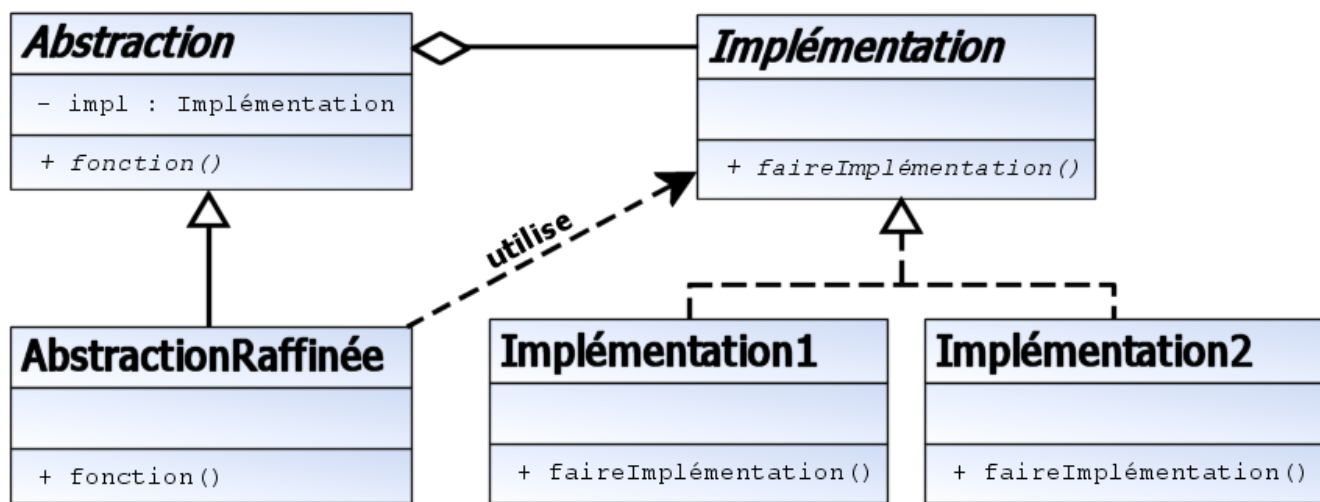 Abstraction
- impl : Implémentation
+ fonction()
Implémentation
+ faireImplémentation()
utilise
AbstractionRaffinée
+ fonction()
Implémentation1
+ faireImplémentation()
Implémentation2
+ faireImplémentation()